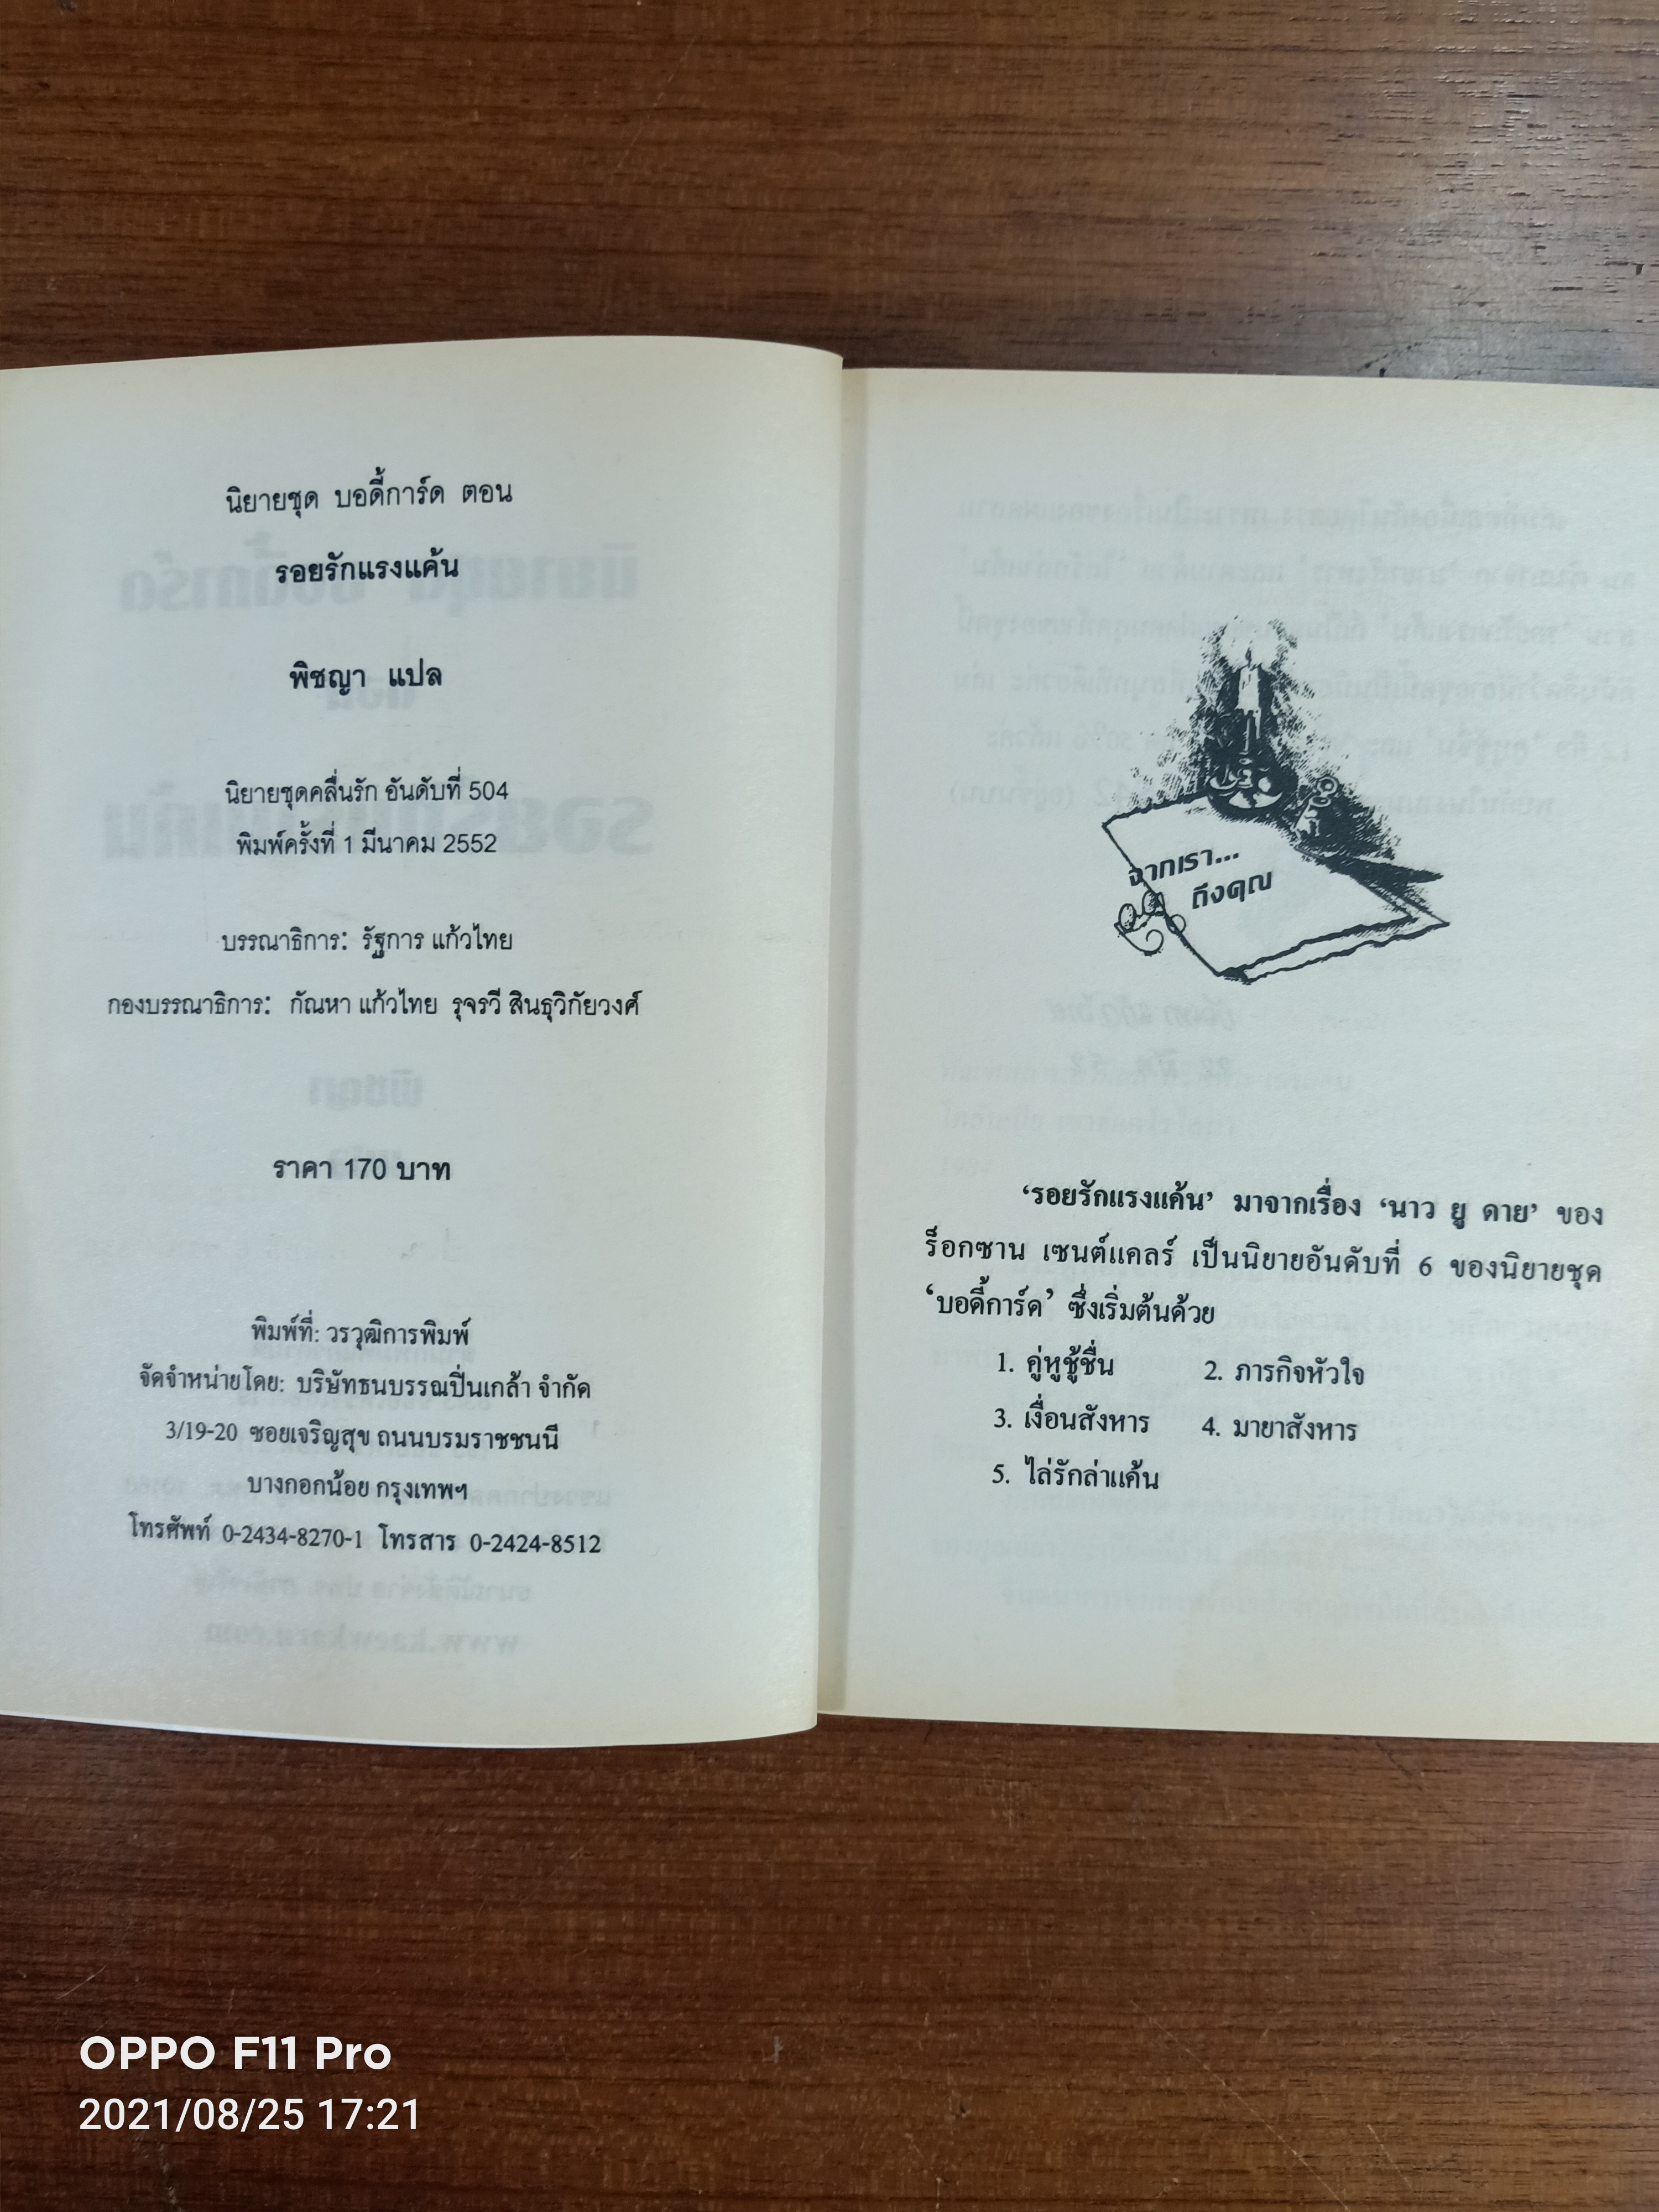 นิยายชุด บอดี้การ์ด ตอน
รอยรักแรงแค้น
พิชญา แปล
นิยายชุดคลื่นรัก อันดับที่ 504
พิมพ์ครั้งที่ 1 มีนาคม 2552
บรรณาธิการ: รัฐการ แก้วไทย
กองบรรณาธิการ: กัณหา แก้วไทย รุจรวี สินธุวิกัยวงศ์
ราคา 170 บาท
พิมพ์ที่: วรวุฒิการพิมพ์
จัดจำหน่ายโดย: บริษัทธนบรรณปิ่นเกล้า จำกัด
3/19-20 ซอยเจริญสุข ถนนบรมราชชนนี
บางกอกน้อย กรุงเทพฯ
โทรศัพท์ 0-2434-8270-1 โทรสาร 0-2424-8512
จากเรา...
ถึงคุณ
‘รอยรักแรงแค้น’ มาจากเรื่อง ‘นาว ยู ดาย’ ของ
ร็อกซาน เซนต์แคลร์ เป็นนิยายอันดับที่ 6 ของนิยายชุด
‘บอดี้การ์ด’ ซึ่งเริ่มต้นด้วย
1. คู่หูชู้ชื่น 2. ภารกิจหัวใจ
3. เงื่อนสังหาร 4. มายาสังหาร
5. ไล่รักล่าแค้น
OPPO F11 Pro
2021/08/25 17:21